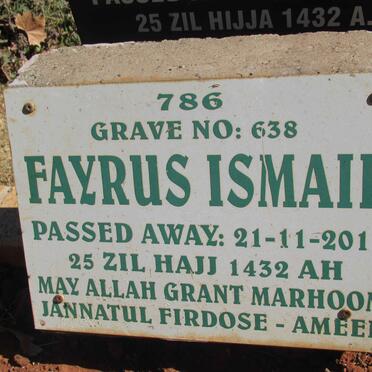 25 ZIL HIJJA 1432 A.
786
GRAVE NO: 638
FAYRUS ISMAI
PASSED AWAY: 21-11-201
25 ZIL HAJJ 1432 AH
MAY ALLAH GRANT MARHOOM
JANNATUL FIRDOSE - AMEE